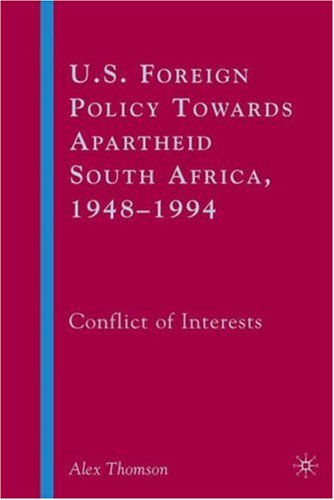 U.S. Foreign
Policy Towards
Apartheid
South Africa,
1948–1994
Conflict of Interests
Alex Thomson